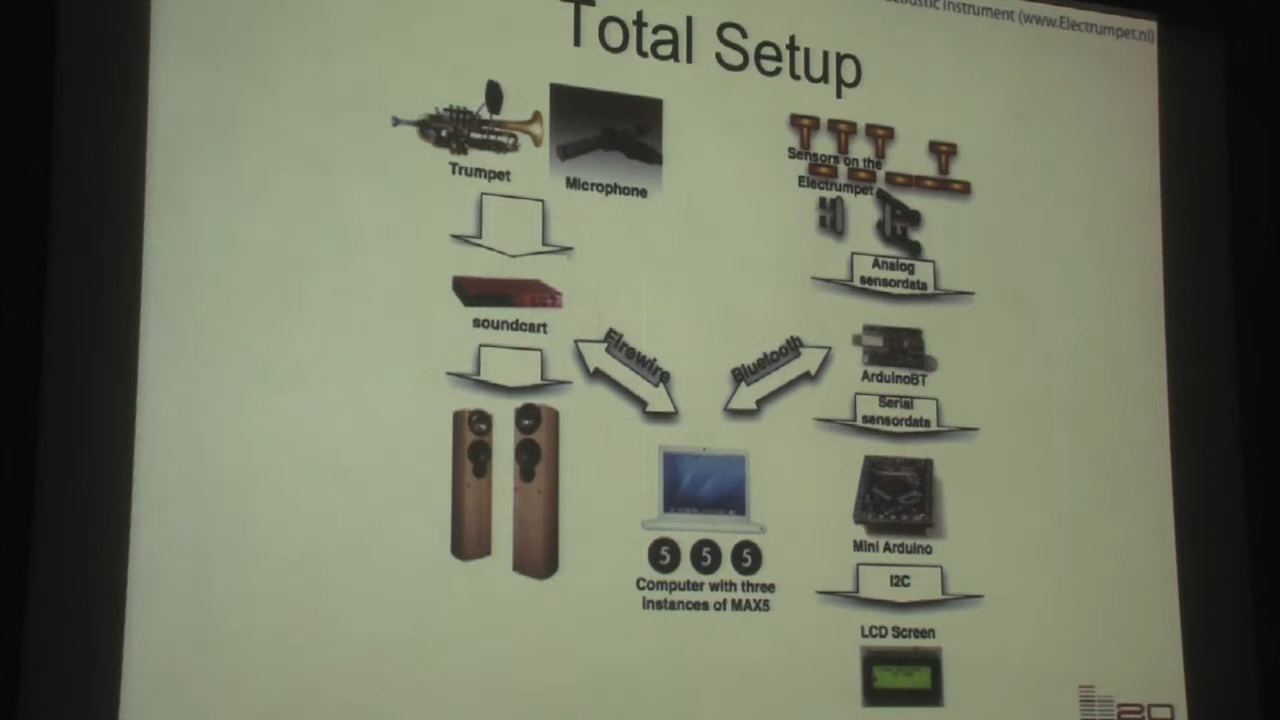 coustic Instrument (www.Electrumpet.nl)
Total Setup
Trumpet
Microphone
Sensors on the
Electrumpet
Analog
sensordata
soundcart
Firewire
Bluetooth
ArduinoBT
Serial
sensordata
5 5 5
Computer with three
instances of MAX5
Mini Arduino
I2C
LCD Screen